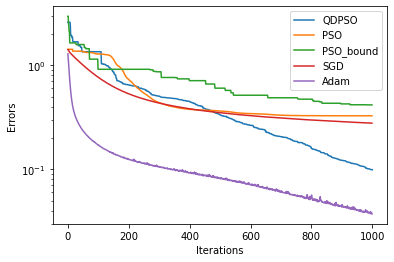 QDPSO
PSO
PSO_bound
SGD
Adam
Errors
10⁰
10⁻¹
0
200
400
600
800
1000
Iterations